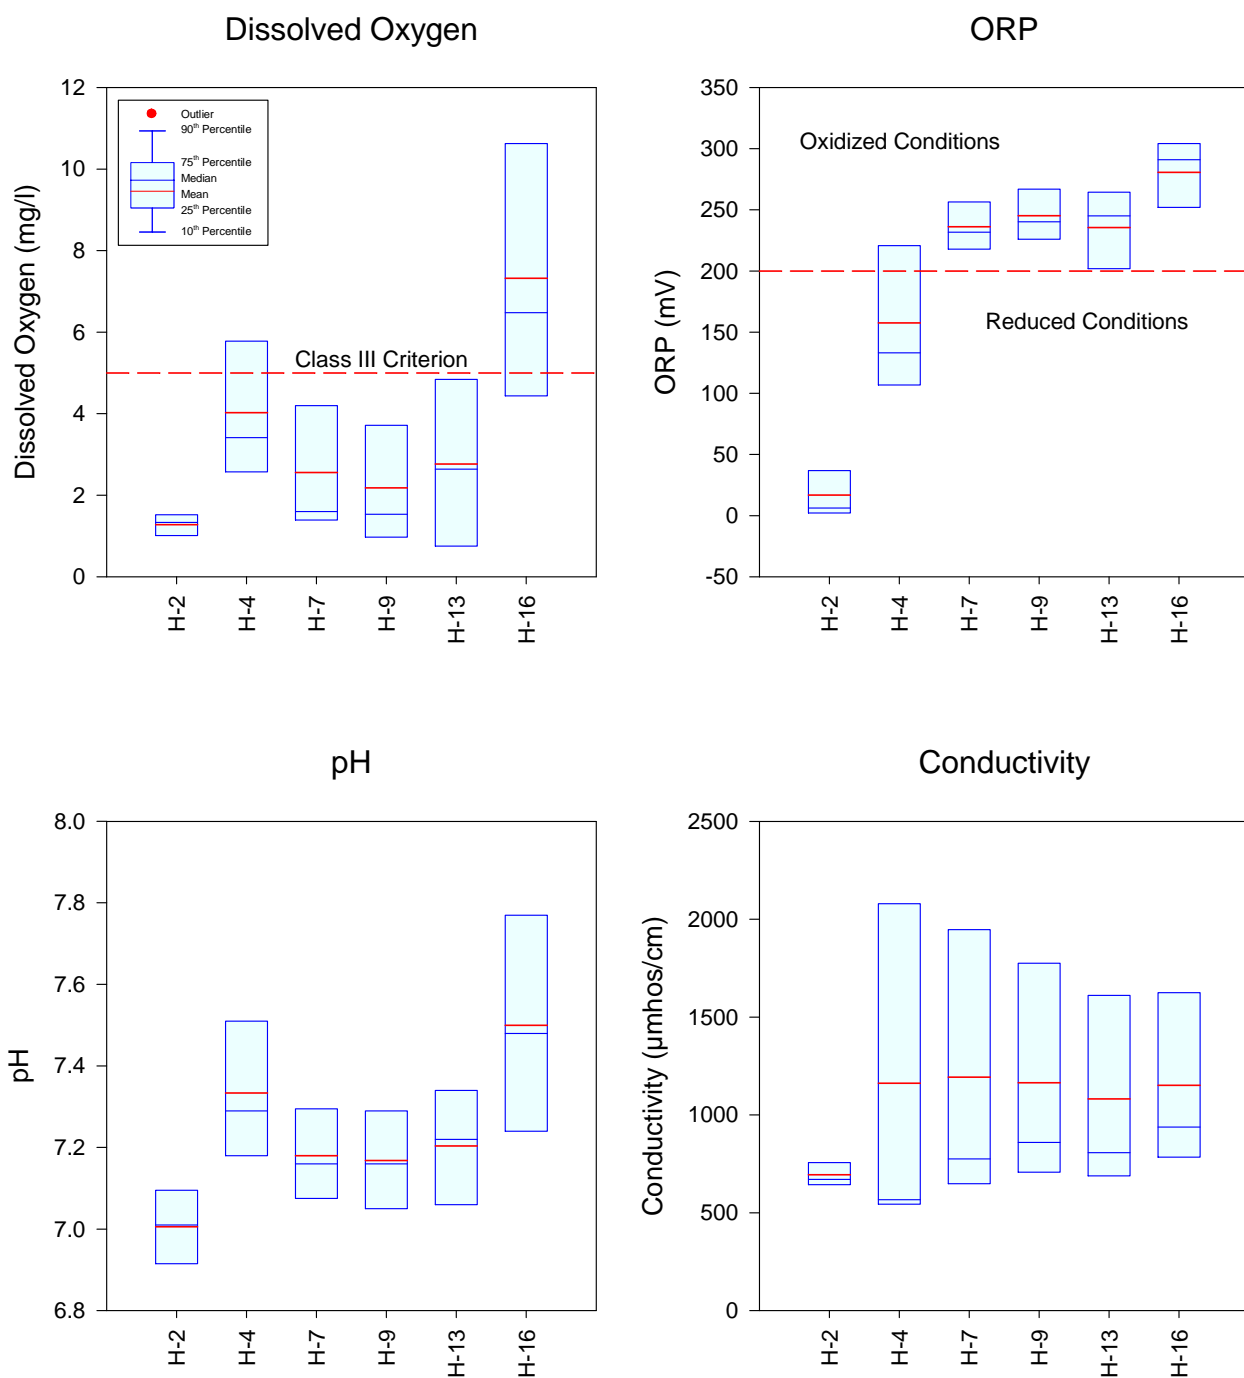 Dissolved Oxygen
12
10
8
6
4
2
0
Dissolved Oxygen (mg/l)
Outlier
90th Percentile
75th Percentile
Median
Mean
25th Percentile
10th Percentile
Class III Criterion
H-2
H-4
H-7
H-9
H-13
H-16
ORP
350
300
250
200
150
100
50
0
-50
ORP (mV)
Oxidized Conditions
Reduced Conditions
H-2
H-4
H-7
H-9
H-13
H-16
pH
8.0
7.8
7.6
7.4
7.2
7.0
6.8
pH
H-2
H-4
H-7
H-9
H-13
H-16
Conductivity
2500
2000
1500
1000
500
0
Conductivity (µmhos/cm)
H-2
H-4
H-7
H-9
H-13
H-16